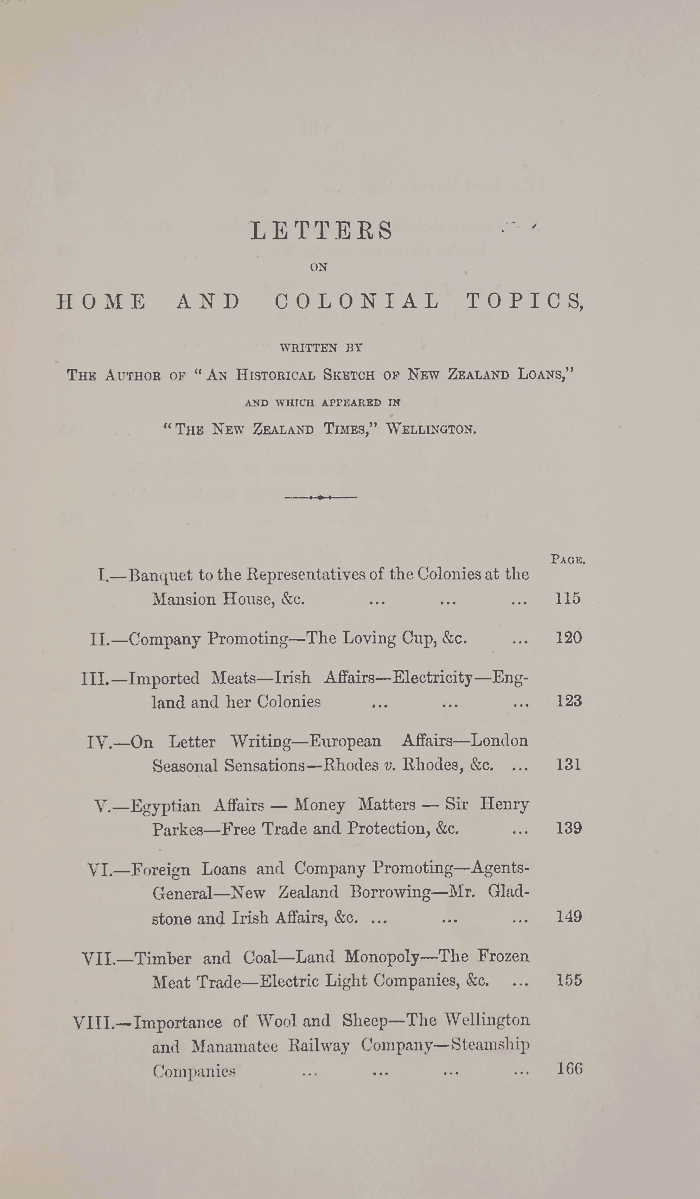 LETTERS
ON
HOME AND COLONIAL TOPICS,
WRITTEN BY
THE AUTHOR OF "AN HISTORICAL SKETCH OF NEW ZEALAND LOANS,"
AND WHICH APPEARED IN
"THE NEW ZEALAND TIMES," WELLINGTON.
PAGE.
I.—Banquet to the Representatives of the Colonies at the
Mansion House, &c. ... ... ... 115
II.—Company Promoting—The Loving Cup, &c. ... 120
III.—Imported Meats—Irish Affairs—Electricity—Eng-
land and her Colonies ... ... ... 123
IV.—On Letter Writing—European Affairs—London
Seasonal Sensations—Rhodes v. Rhodes, &c. ... 131
V.—Egyptian Affairs — Money Matters — Sir Henry
Parkes—Free Trade and Protection, &c. ... 139
VI.—Foreign Loans and Company Promoting—Agents-
General—New Zealand Borrowing—Mr. Glad-
stone and Irish Affairs, &c. ... ... ... 149
VII.—Timber and Coal—Land Monopoly—The Frozen
Meat Trade—Electric Light Companies, &c. ... 155
VIII.—Importance of Wool and Sheep—The Wellington
and Manamatee Railway Company—Steamship
Companies ... ... ... ... 166